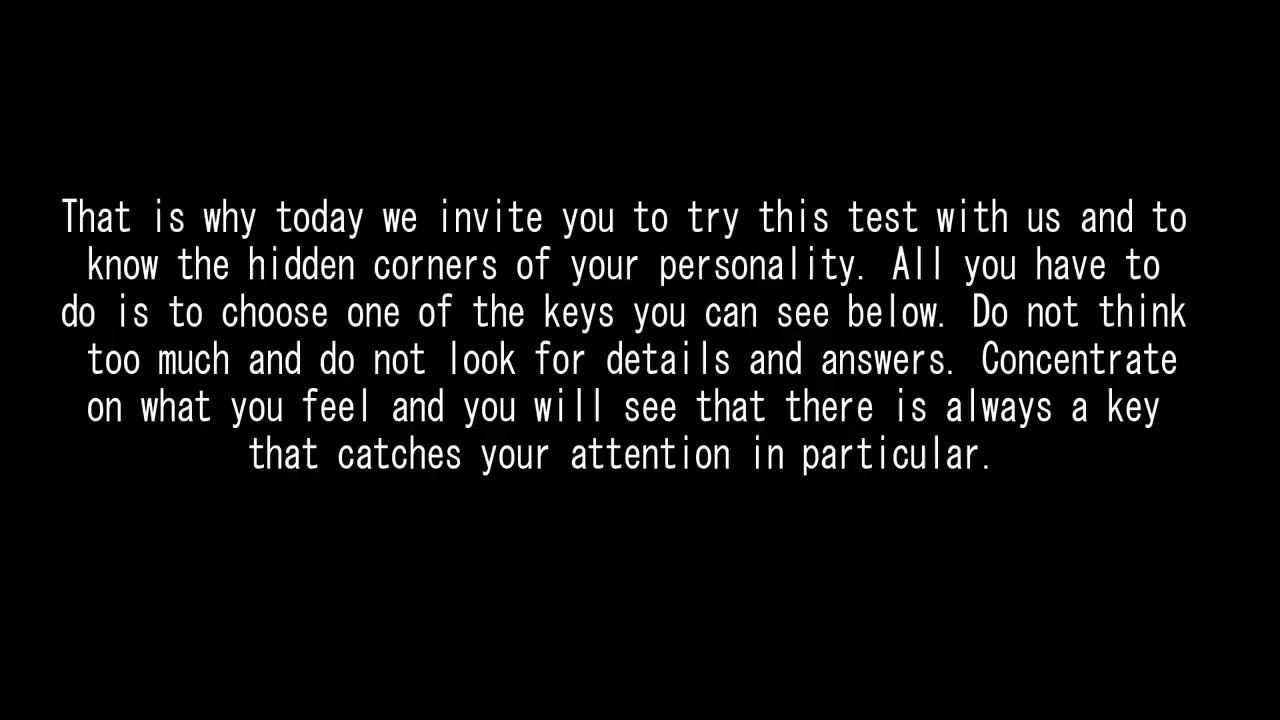 That is why today we invite you to try this test with us and to
know the hidden corners of your personality. All you have to
do is to choose one of the keys you can see below. Do not think
too much and do not look for details and answers. Concentrate
on what you feel and you will see that there is always a key
that catches your attention in particular.